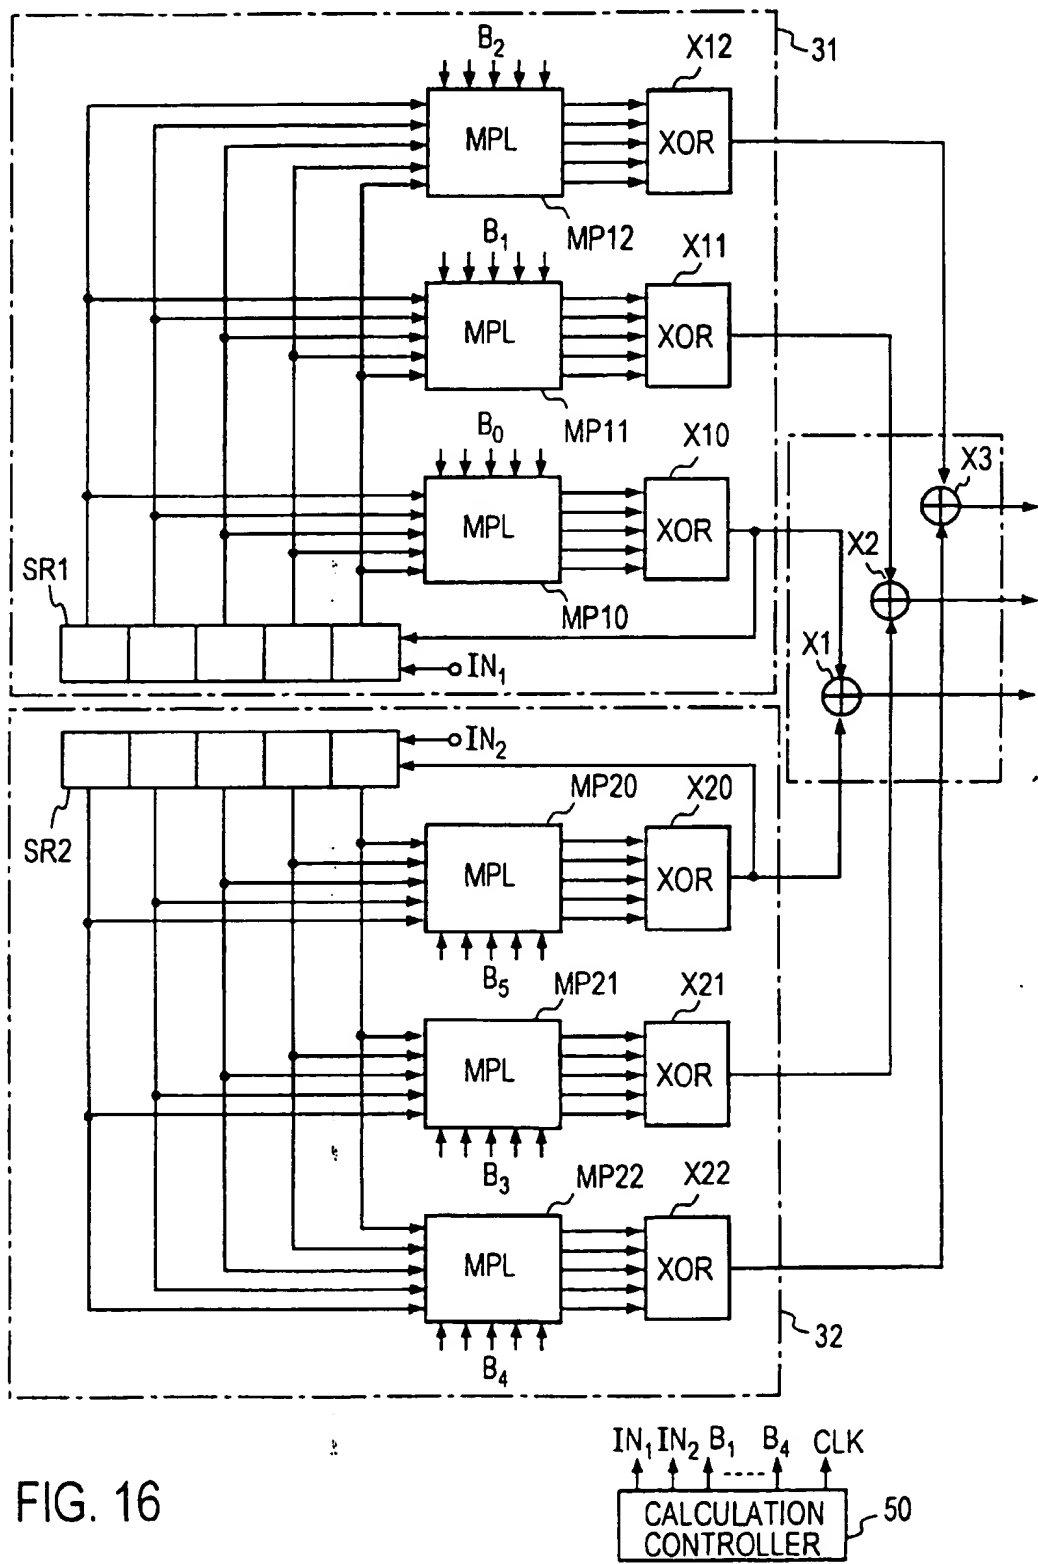 B₂
X12
31
MPL
XOR
MP12
B₁
X11
MPL
XOR
MP11
B₀
X10
X3
MPL
XOR
X2
SR1
MP10
X1
IN₁
IN₂
MP20
X20
SR2
MPL
XOR
B₅
MP21
X21
MPL
XOR
B₃
MP22
X22
MPL
XOR
32
B₄
IN₁ IN₂ B₁ B₄ CLK
FIG. 16
CALCULATION
CONTROLLER
50